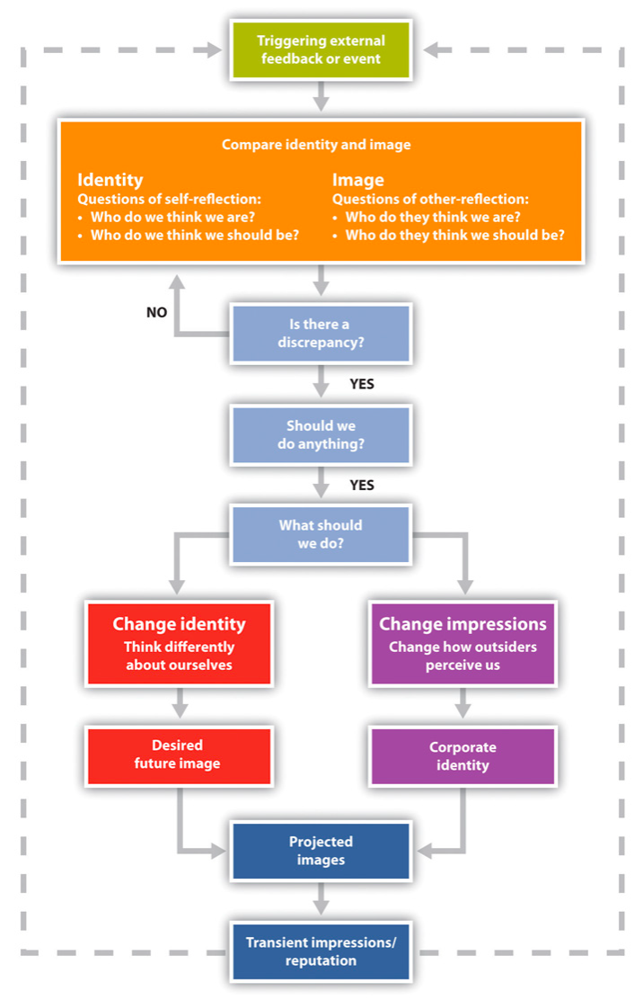 Triggering external
feedback or event
Compare identity and image
Identity
Questions of self-reflection:
• Who do we think we are?
• Who do we think we should be?
Image
Questions of other-reflection:
• Who do they think we are?
• Who do they think we should be?
NO
Is there a
discrepancy?
YES
Should we
do anything?
YES
What should
we do?
Change identity
Think differently
about ourselves
Change impressions
Change how outsiders
perceive us
Desired
future image
Corporate
identity
Projected
images
Transient impressions/
reputation